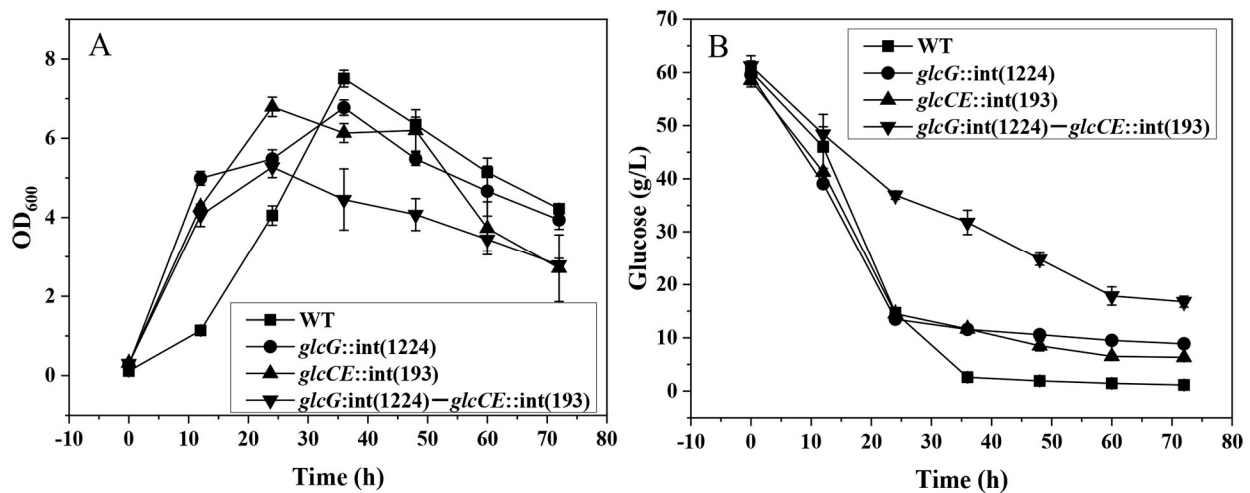 A
8
6
4
2
0
OD600
WT
glcG::int(1224)
glcCE::int(193)
glcG:int(1224)−glcCE::int(193)
-10 0 10 20 30 40 50 60 70 80
Time (h)
B
70
60
50
40
30
20
10
0
Glucose (g/L)
WT
glcG::int(1224)
glcCE::int(193)
glcG:int(1224)−glcCE::int(193)
-10 0 10 20 30 40 50 60 70 80
Time (h)